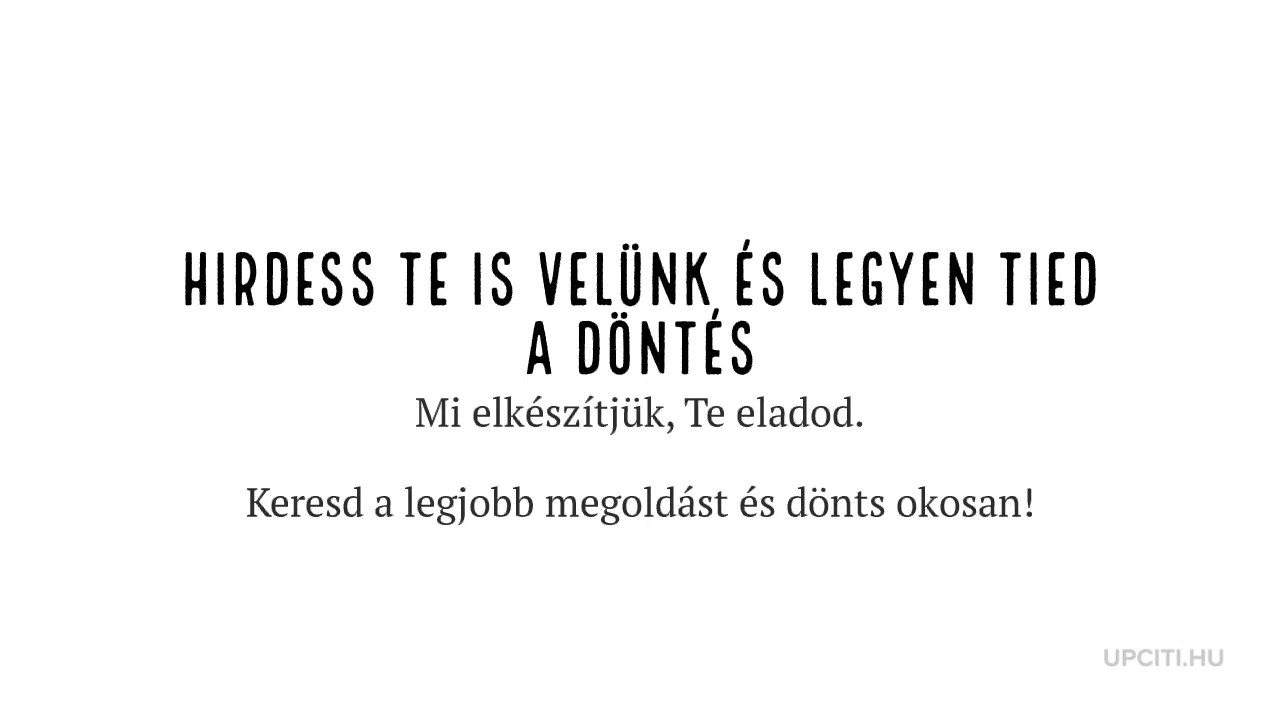 HIRDESS TE IS VELÜNK ÉS LEGYEN TIED
A DÖNTÉS
Mi elkészítjük, Te eladod.
Keresd a legjobb megoldást és dönts okosan!
UPCITI.HU